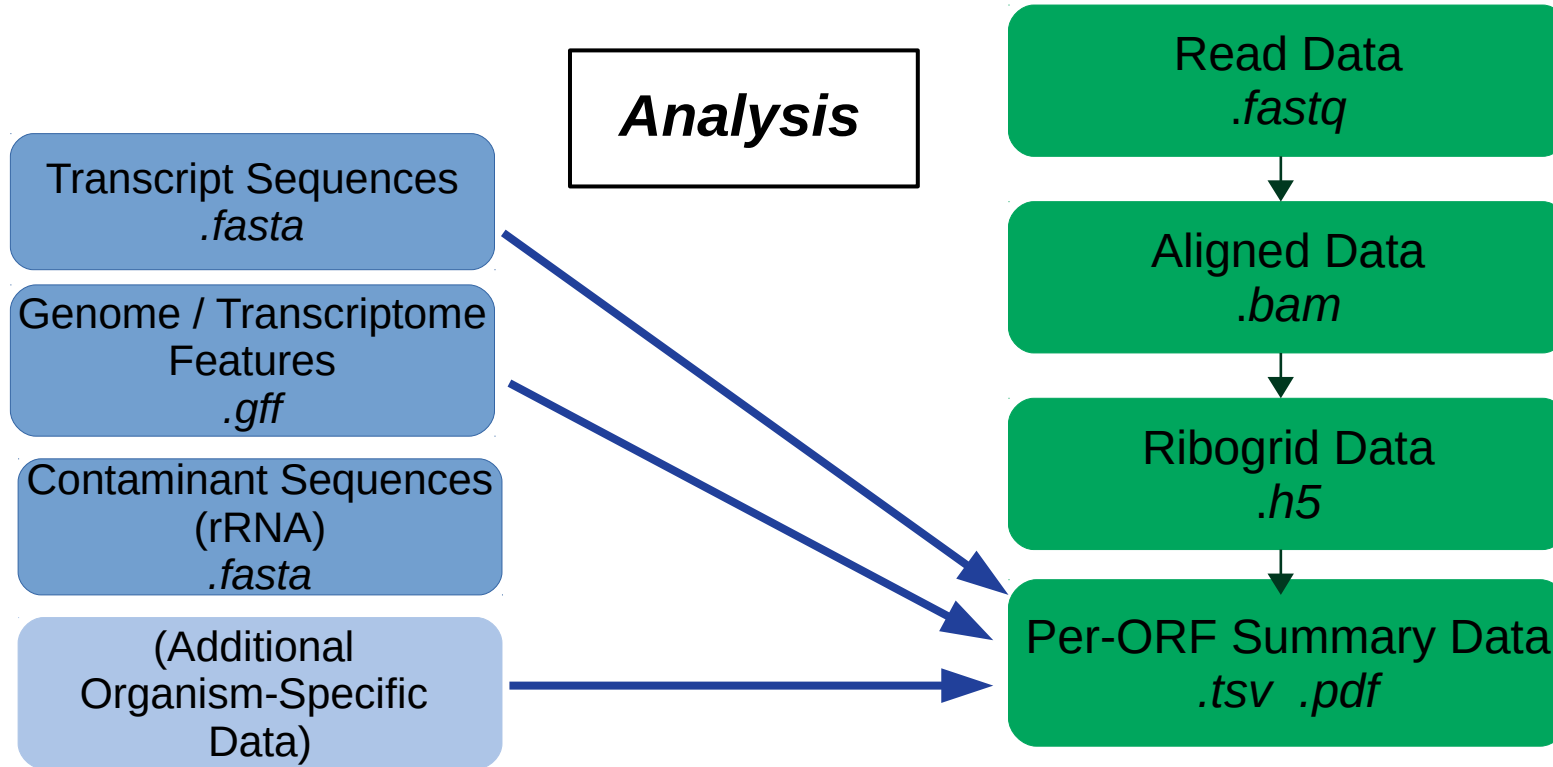 Analysis
Transcript Sequences
.fasta
Genome / Transcriptome
Features
.gff
Contaminant Sequences
(rRNA)
.fasta
(Additional
Organism-Specific
Data)
Read Data
.fastq
Aligned Data
.bam
Ribogrid Data
.h5
Per-ORF Summary Data
.tsv .pdf